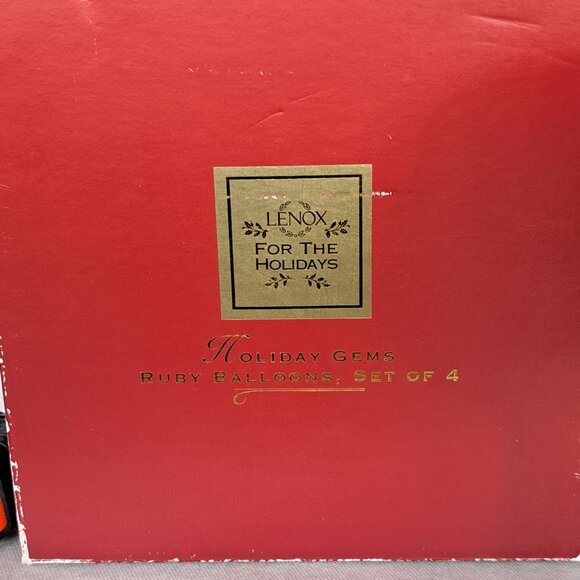 LENOX
FOR THE
HOLIDAYS
HOLIDAY GEMS
RUBY BALLOONS, SET OF 4